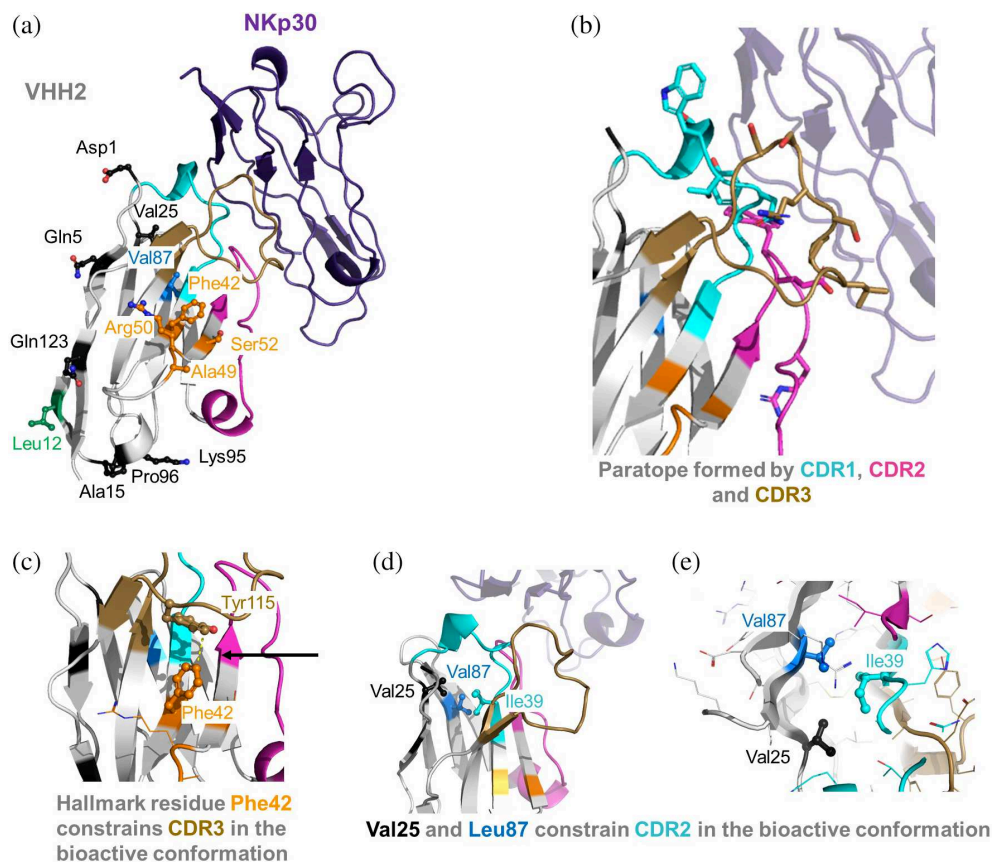 (a)
NKp30
VHH2
Asp1
Val25
Gln5
Val87
Phe42
Arg50
Ser52
Gln123
Ala49
Leu12
Lys95
Pro96
Ala15
(b)
Paratope formed by CDR1, CDR2
and CDR3
(c)
Tyr115
Phe42
Hallmark residue Phe42
constrains CDR3 in the
bioactive conformation
(d)
Val25
Val87
Ile39
(e)
Val87
Ile39
Val25
Val25 and Leu87 constrain CDR2 in the bioactive conformation